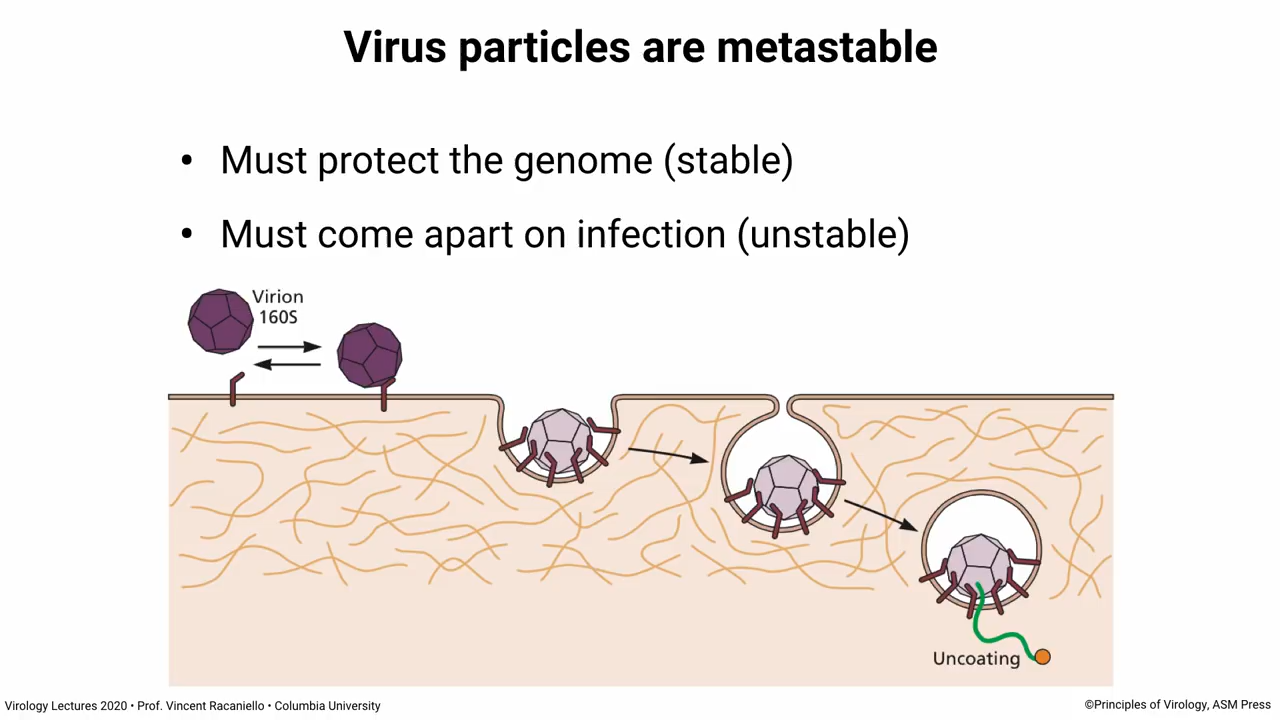 Virus particles are metastable
• Must protect the genome (stable)
• Must come apart on infection (unstable)
Virion
160S
Uncoating
Virology Lectures 2020 • Prof. Vincent Racaniello • Columbia University
©Principles of Virology, ASM Press